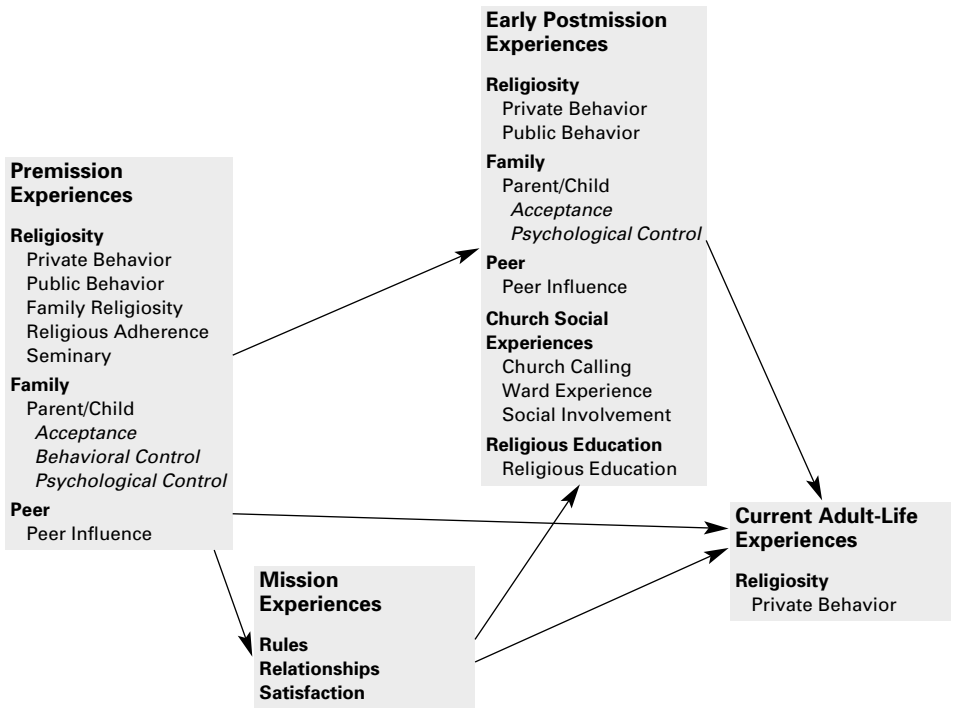 Early Postmission
Experiences
Religiosity
Private Behavior
Public Behavior
Family
Parent/Child
Acceptance
Psychological Control
Peer
Peer Influence
Church Social
Experiences
Church Calling
Ward Experience
Social Involvement
Religious Education
Religious Education
Premission
Experiences
Religiosity
Private Behavior
Public Behavior
Family Religiosity
Religious Adherence
Seminary
Family
Parent/Child
Acceptance
Behavioral Control
Psychological Control
Peer
Peer Influence
Mission
Experiences
Rules
Relationships
Satisfaction
Current Adult-Life
Experiences
Religiosity
Private Behavior